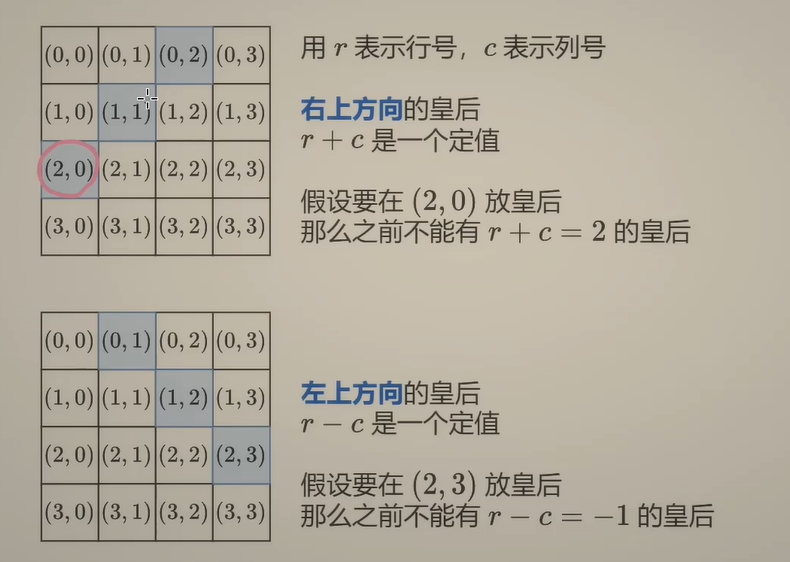 (0, 0) (0, 1) (0, 2) (0, 3)
(1, 0) (1, 1) (1, 2) (1, 3)
(2, 0) (2, 1) (2, 2) (2, 3)
(3, 0) (3, 1) (3, 2) (3, 3)
用 r 表示行号，c 表示列号
右上方向的皇后
r + c 是一个定值
假设要在 (2, 0) 放皇后
那么之前不能有 r + c = 2 的皇后
(0, 0) (0, 1) (0, 2) (0, 3)
(1, 0) (1, 1) (1, 2) (1, 3)
(2, 0) (2, 1) (2, 2) (2, 3)
(3, 0) (3, 1) (3, 2) (3, 3)
左上方向的皇后
r − c 是一个定值
假设要在 (2, 3) 放皇后
那么之前不能有 r − c = −1 的皇后